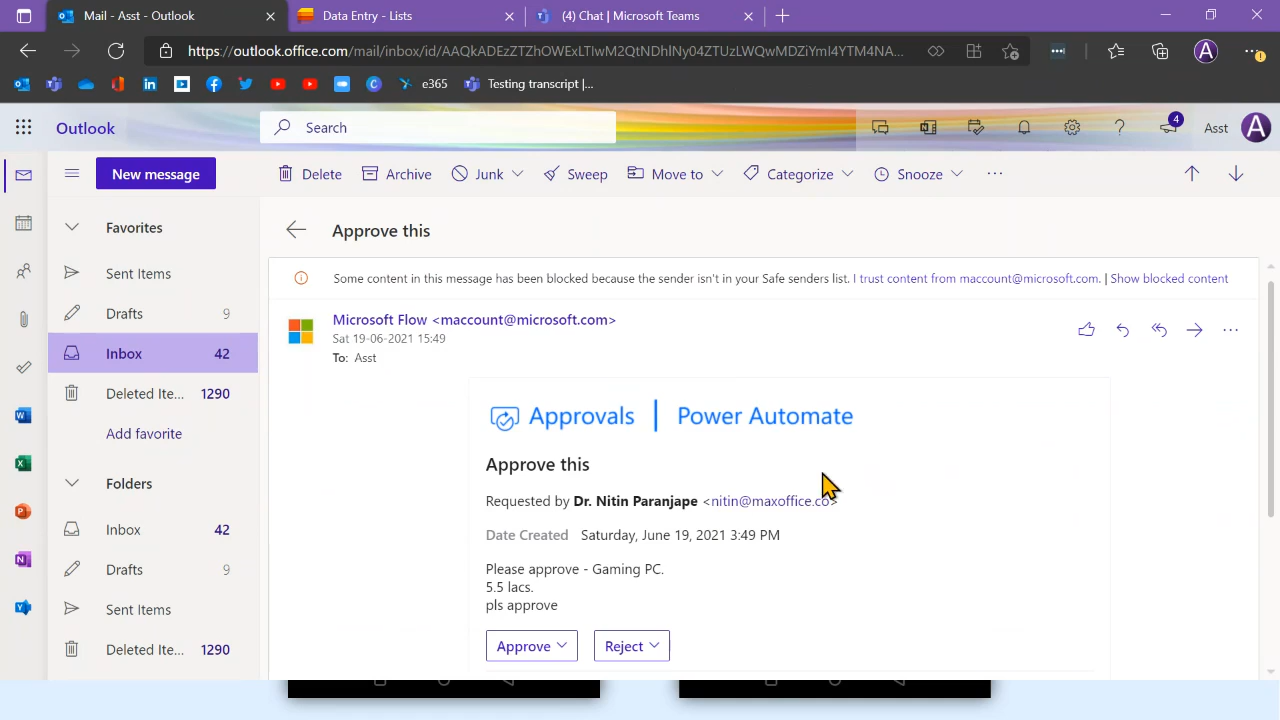 Mail - Asst - Outlook
Data Entry - Lists
(4) Chat | Microsoft Teams
https://outlook.office.com/mail/inbox/id/AAQkADEzZTZhOWExLTIwM2QtNDhlNy04ZTUzLWQwMDZiYmI4YTM4NA...
e365
Testing transcript |...
Outlook
Search
4
Asst
A
New message
Delete
Archive
Junk
Sweep
Move to
Categorize
Snooze
Favorites
Sent Items
Drafts 9
Inbox 42
Deleted Ite... 1290
Add favorite
Folders
Inbox 42
Drafts 9
Sent Items
Deleted Ite... 1290
Approve this
Some content in this message has been blocked because the sender isn't in your Safe senders list. I trust content from maccount@microsoft.com. | Show blocked content
Microsoft Flow <maccount@microsoft.com>
Sat 19-06-2021 15:49
To: Asst
Approvals | Power Automate
Approve this
Requested by Dr. Nitin Paranjape <nitin@maxoffice.co>
Date Created Saturday, June 19, 2021 3:49 PM
Please approve - Gaming PC.
5.5 lacs.
pls approve
Approve
Reject